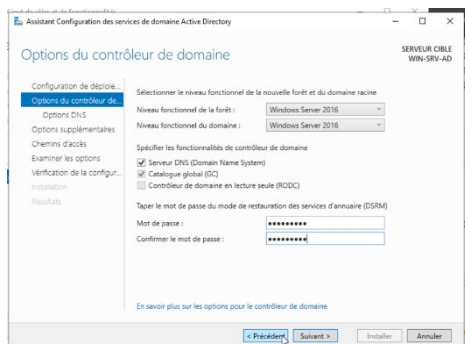 Assistant Configuration des services de domaine Active Directory
Options du contrôleur de domaine
SERVEUR CIBLE
WIN-SRV-AD
Configuration de déploie...
Options du contrôleur de...
Options DNS
Options supplémentaires
Chemins d'accès
Examiner les options
Vérification de la configur...
Installation
Résultats
Sélectionner le niveau fonctionnel de la nouvelle forêt et du domaine racine
Niveau fonctionnel de la forêt : Windows Server 2016
Niveau fonctionnel du domaine : Windows Server 2016
Spécifier les fonctionnalités de contrôleur de domaine
Serveur DNS (Domain Name System)
Catalogue global (GC)
Contrôleur de domaine en lecture seule (RODC)
Taper le mot de passe du mode de restauration des services d'annuaire (DSRM)
Mot de passe : •••••••••
Confirmer le mot de passe : •••••••••
En savoir plus sur les options pour le contrôleur de domaine
< Précédent Suivant > Installer Annuler